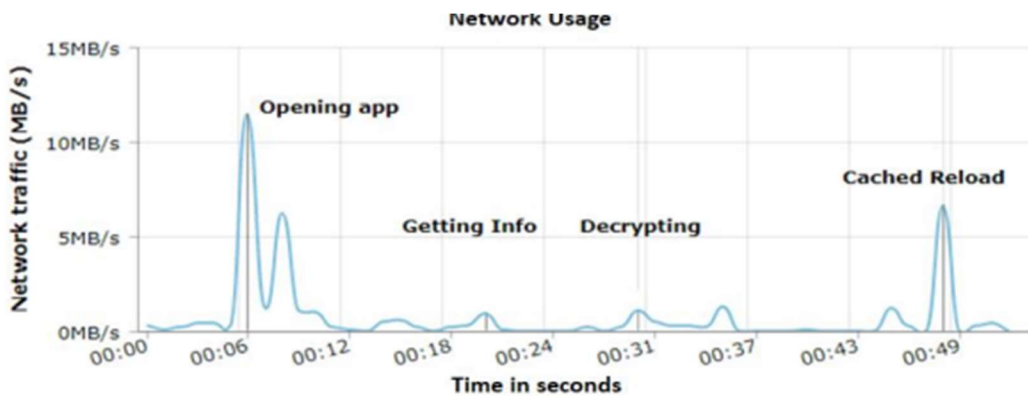 Network Usage
15MB/s
Opening app
10MB/s
Cached Reload
Getting Info
Decrypting
5MB/s
0MB/s
Network traffic (MB/s)
00:00 00:06 00:12 00:18 00:24 00:31 00:37 00:43 00:49
Time in seconds